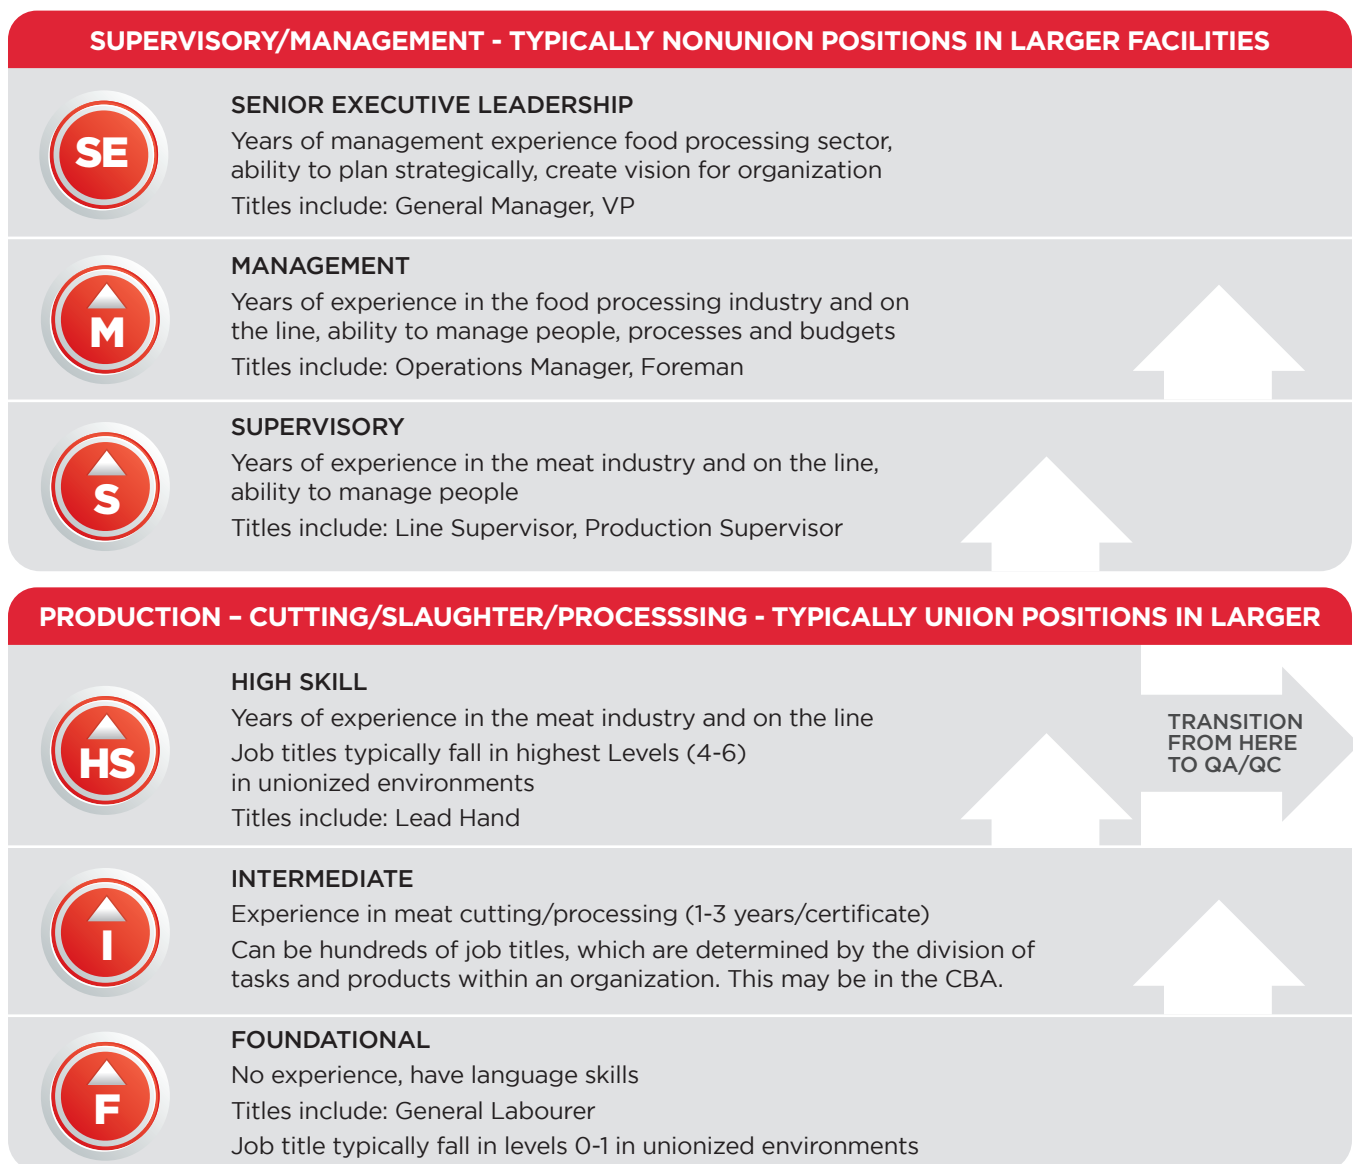 SUPERVISORY/MANAGEMENT - TYPICALLY NONUNION POSITIONS IN LARGER FACILITIES
SE
SENIOR EXECUTIVE LEADERSHIP
Years of management experience food processing sector,
ability to plan strategically, create vision for organization
Titles include: General Manager, VP
M
MANAGEMENT
Years of experience in the food processing industry and on
the line, ability to manage people, processes and budgets
Titles include: Operations Manager, Foreman
S
SUPERVISORY
Years of experience in the meat industry and on the line,
ability to manage people
Titles include: Line Supervisor, Production Supervisor
PRODUCTION – CUTTING/SLAUGHTER/PROCESSSING - TYPICALLY UNION POSITIONS IN LARGER
HS
HIGH SKILL
Years of experience in the meat industry and on the line
Job titles typically fall in highest Levels (4-6)
in unionized environments
Titles include: Lead Hand
TRANSITION
FROM HERE
TO QA/QC
I
INTERMEDIATE
Experience in meat cutting/processing (1-3 years/certificate)
Can be hundreds of job titles, which are determined by the division of
tasks and products within an organization. This may be in the CBA.
F
FOUNDATIONAL
No experience, have language skills
Titles include: General Labourer
Job title typically fall in levels 0-1 in unionized environments